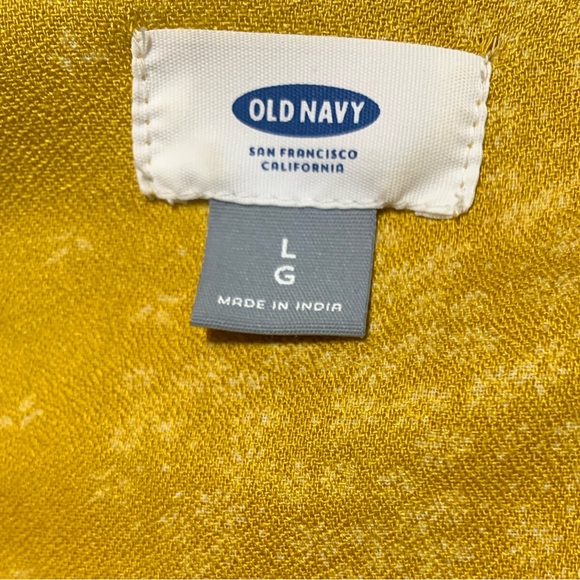 OLD NAVY
SAN FRANCISCO
CALIFORNIA
L
G
MADE IN INDIA